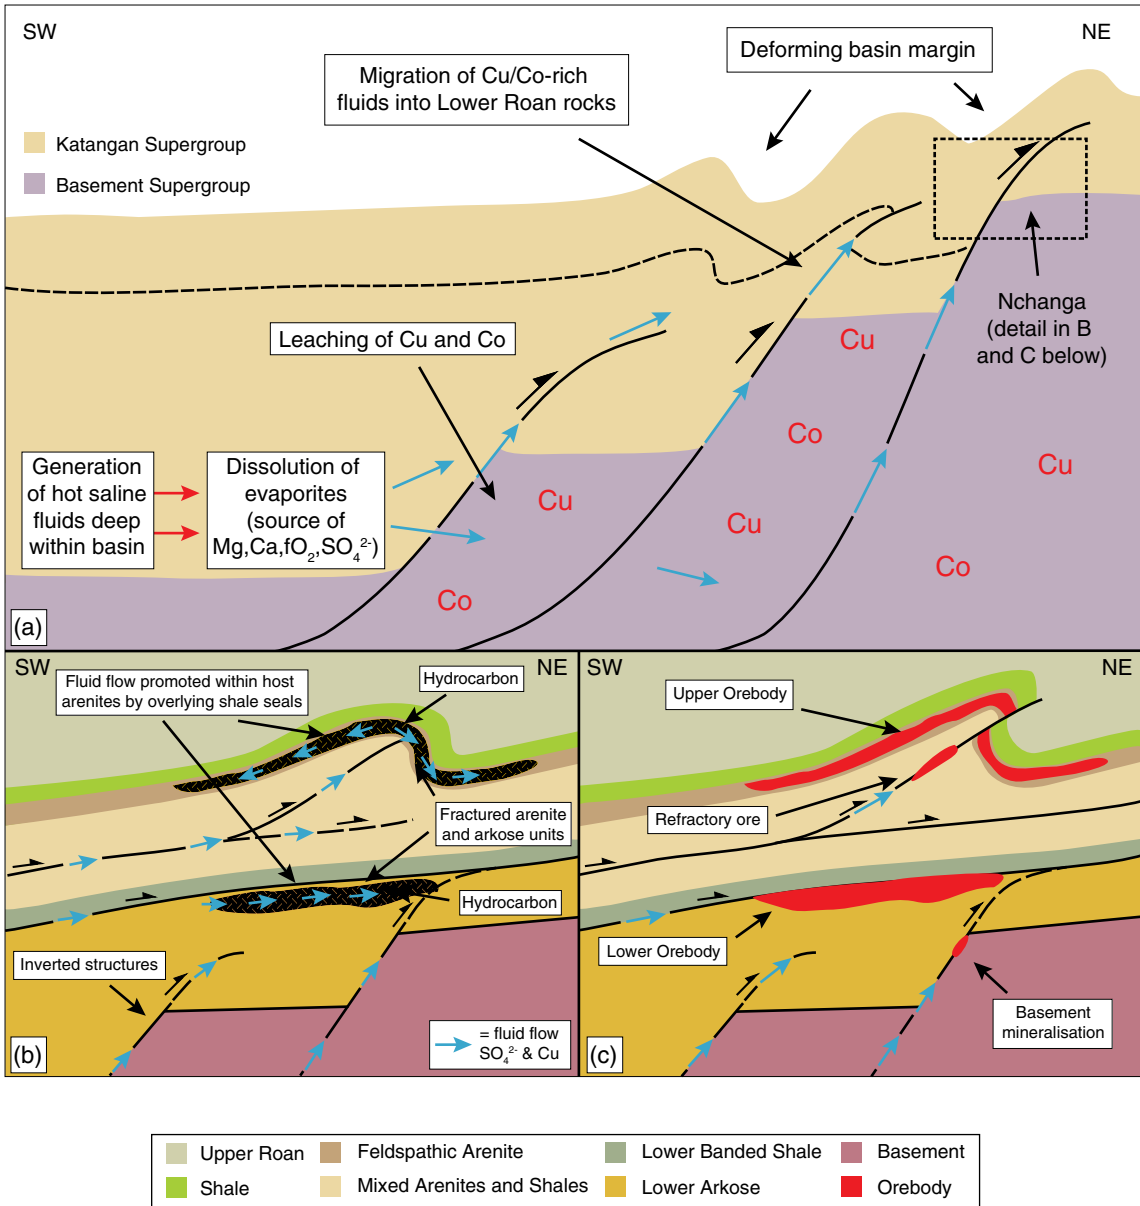 SW
NE
Deforming basin margin
Migration of Cu/Co-rich
fluids into Lower Roan rocks
Katangan Supergroup
Basement Supergroup
Nchanga
(detail in B
and C below)
Leaching of Cu and Co
Cu
Co
Cu
Cu
Cu
Co
Co
Generation
of hot saline
fluids deep
within basin
Dissolution of
evaporites
(source of
Mg,Ca,fO₂,SO₄²⁻)
(a)
SW
NE
Fluid flow promoted within host
arenites by overlying shale seals
Hydrocarbon
Fractured arenite
and arkose units
Hydrocarbon
Inverted structures
= fluid flow
SO₄²⁻ & Cu
(b)
SW
NE
Upper Orebody
Refractory ore
Lower Orebody
Basement
mineralisation
(c)
Upper Roan
Feldspathic Arenite
Lower Banded Shale
Basement
Shale
Mixed Arenites and Shales
Lower Arkose
Orebody